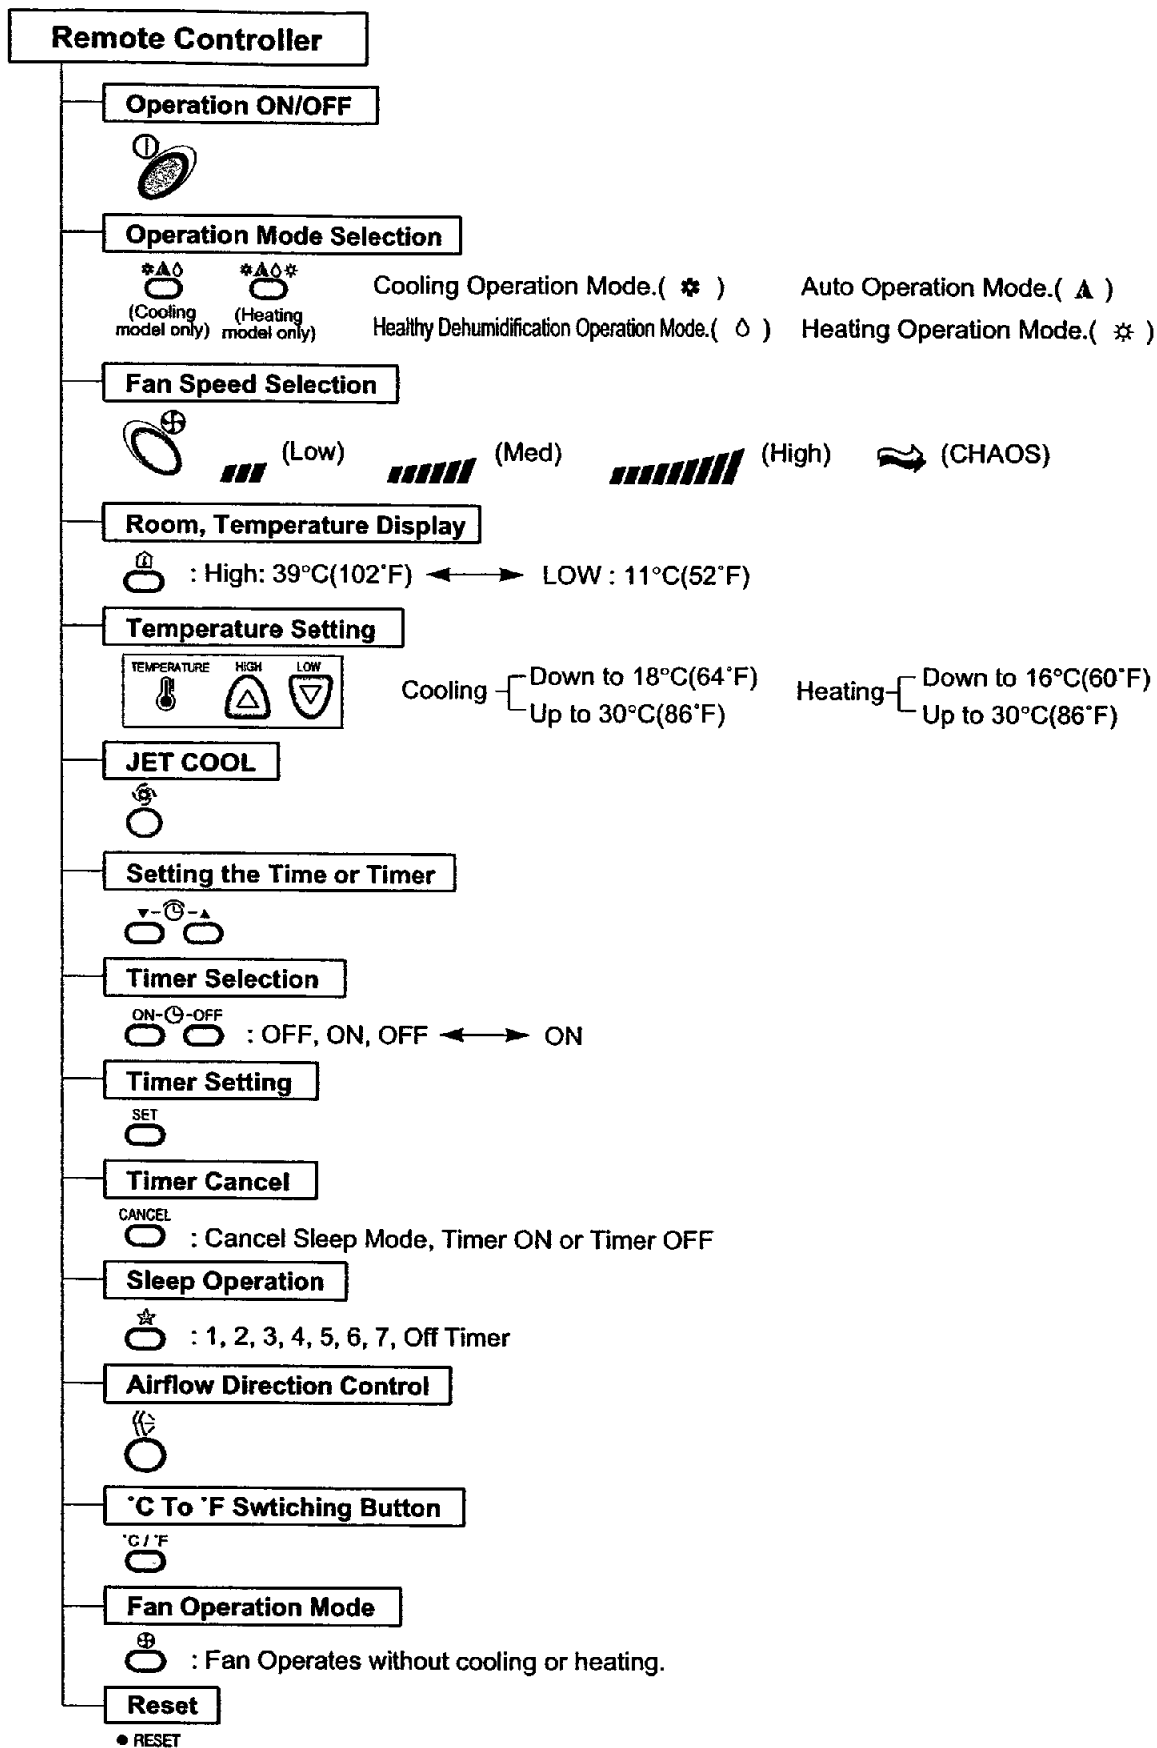 Remote Controller
Operation ON/OFF
Operation Mode Selection
(Cooling model only)
(Heating model only)
Cooling Operation Mode.( ) Auto Operation Mode.( )
Healthy Dehumidification Operation Mode.( ) Heating Operation Mode.( )
Fan Speed Selection
(Low) (Med) (High) (CHAOS)
Room, Temperature Display
: High: 39°C(102°F) ◄──► LOW : 11°C(52°F)
Temperature Setting
TEMPERATURE HIGH LOW
Cooling Down to 18°C(64°F)
Up to 30°C(86°F)
Heating Down to 16°C(60°F)
Up to 30°C(86°F)
JET COOL
Setting the Time or Timer
▼-⏲-▲
Timer Selection
ON-⏲-OFF
: OFF, ON, OFF ◄──► ON
Timer Setting
SET
Timer Cancel
CANCEL
: Cancel Sleep Mode, Timer ON or Timer OFF
Sleep Operation
: 1, 2, 3, 4, 5, 6, 7, Off Timer
Airflow Direction Control
°C To °F Swtiching Button
°C / °F
Fan Operation Mode
: Fan Operates without cooling or heating.
Reset
● RESET